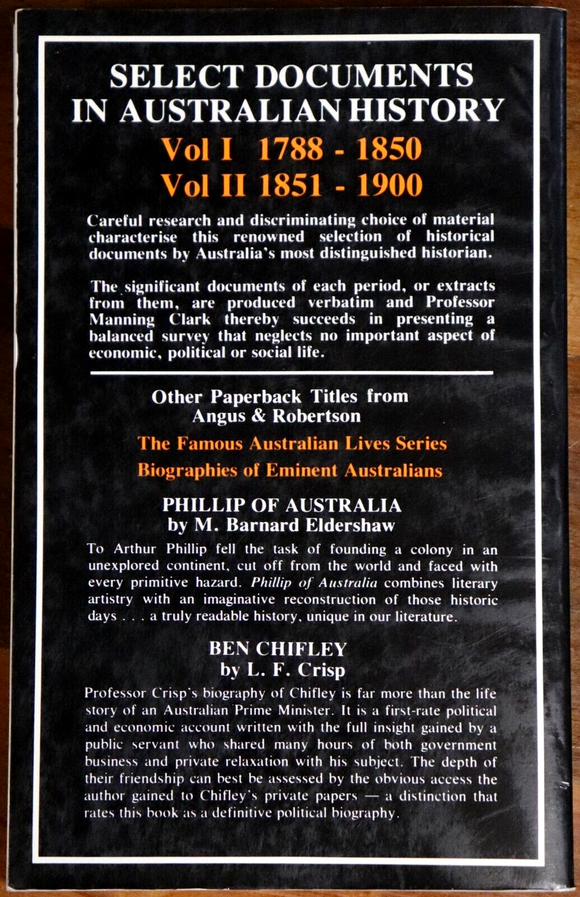 SELECT DOCUMENTS
IN AUSTRALIAN HISTORY
Vol I 1788 - 1850
Vol II 1851 - 1900
Careful research and discriminating choice of material
characterise this renowned selection of historical
documents by Australia's most distinguished historian.
The significant documents of each period, or extracts
from them, are produced verbatim and Professor
Manning Clark thereby succeeds in presenting a
balanced survey that neglects no important aspect of
economic, political or social life.
Other Paperback Titles from
Angus & Robertson
The Famous Australian Lives Series
Biographies of Eminent Australians
PHILLIP OF AUSTRALIA
by M. Barnard Eldershaw
To Arthur Phillip fell the task of founding a colony in an
unexplored continent, cut off from the world and faced with
every primitive hazard. Phillip of Australia combines literary
artistry with an imaginative reconstruction of those historic
days . . . a truly readable history, unique in our literature.
BEN CHIFLEY
by L. F. Crisp
Professor Crisp's biography of Chifley is far more than the life
story of an Australian Prime Minister. It is a first-rate political
and economic account written with the full insight gained by a
public servant who shared many hours of both government
business and private relaxation with his subject. The depth of
their friendship can best be assessed by the obvious access the
author gained to Chifley's private papers — a distinction that
rates this book as a definitive political biography.